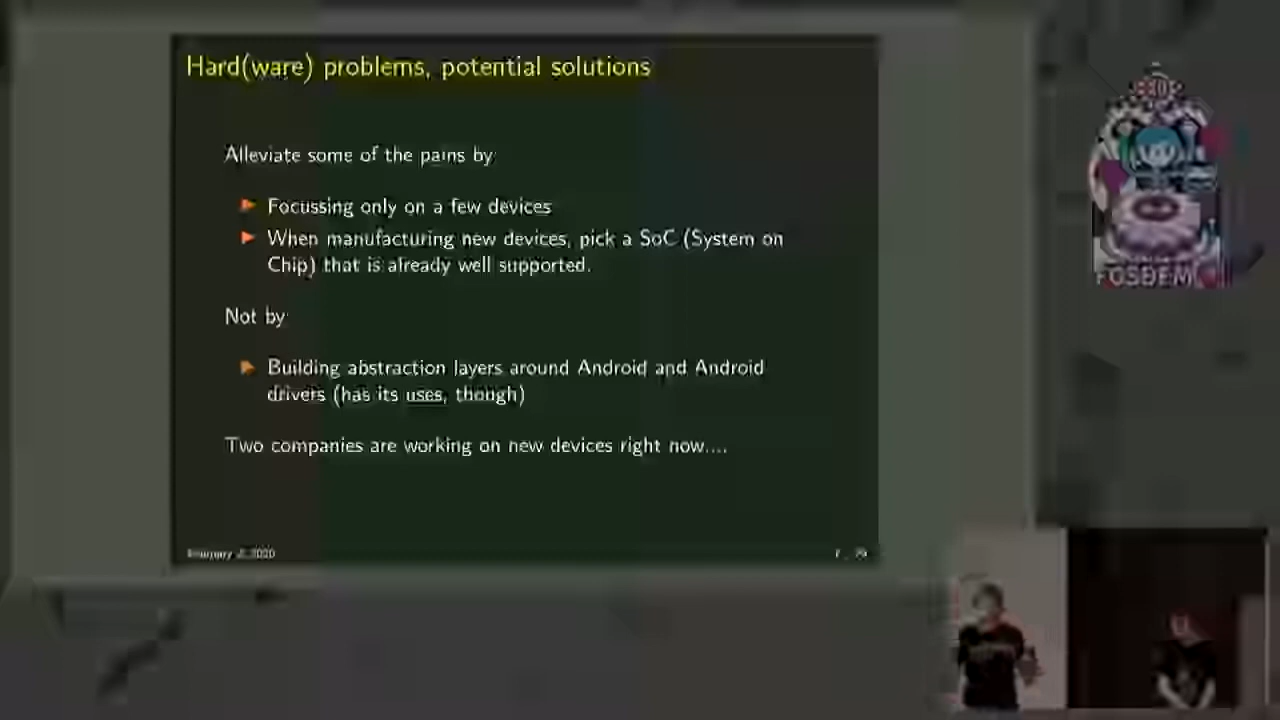 Hard(ware) problems, potential solutions
Alleviate some of the pains by
Focussing only on a few devices
When manufacturing new devices, pick a SoC (System on
Chip) that is already well supported.
Not by
Building abstraction layers around Android and Android
drivers (has its uses, though)
Two companies are working on new devices right now....
2020
FOSDEM